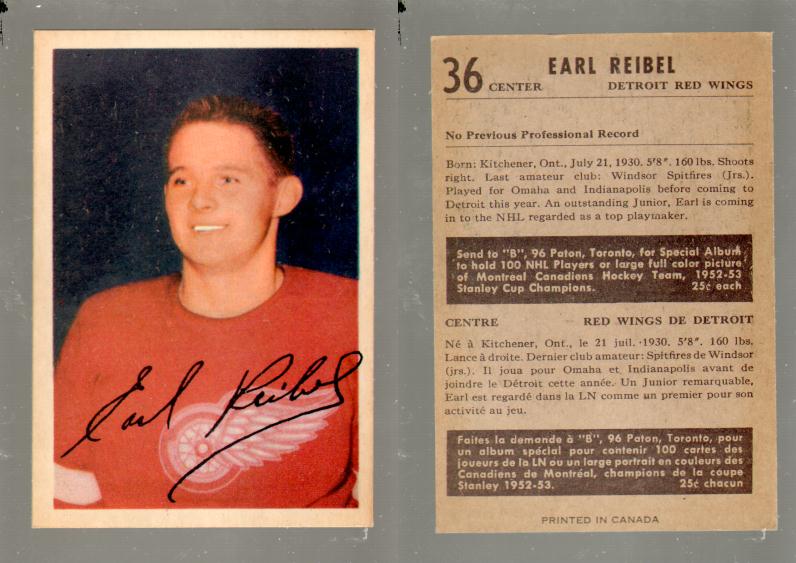 Earl Reibel
36
EARL REIBEL
CENTER
DETROIT RED WINGS
No Previous Professional Record
Born: Kitchener, Ont., July 21, 1930. 5'8". 160 lbs. Shoots
right. Last amateur club: Windsor Spitfires (Jrs.).
Played for Omaha and Indianapolis before coming to
Detroit this year. An outstanding Junior, Earl is coming
in to the NHL regarded as a top playmaker.
Send to "B", 96 Paton, Toronto, for Special Album
to hold 100 NHL Players or large full color picture
of Montreal Canadiens Hockey Team, 1952-53
Stanley Cup Champions. 25¢ each
CENTRE RED WINGS DE DETROIT
Né à Kitchener, Ont., le 21 juil. 1930. 5'8". 160 lbs.
Lance à droite. Dernier club amateur: Spitfires de Windsor
(jrs.). Il joua pour Omaha et Indianapolis avant de
joindre le Détroit cette année. Un Junior remarquable,
Earl est regardé dans la LN comme un premier pour son
activité au jeu.
Faites la demande à "B", 96 Paton, Toronto, pour
un album spécial pour contenir 100 cartes des
joueurs de la LN ou un large portrait en couleurs des
Canadiens de Montréal, champions de la coupe
Stanley 1952-53. 25¢ chacun
PRINTED IN CANADA